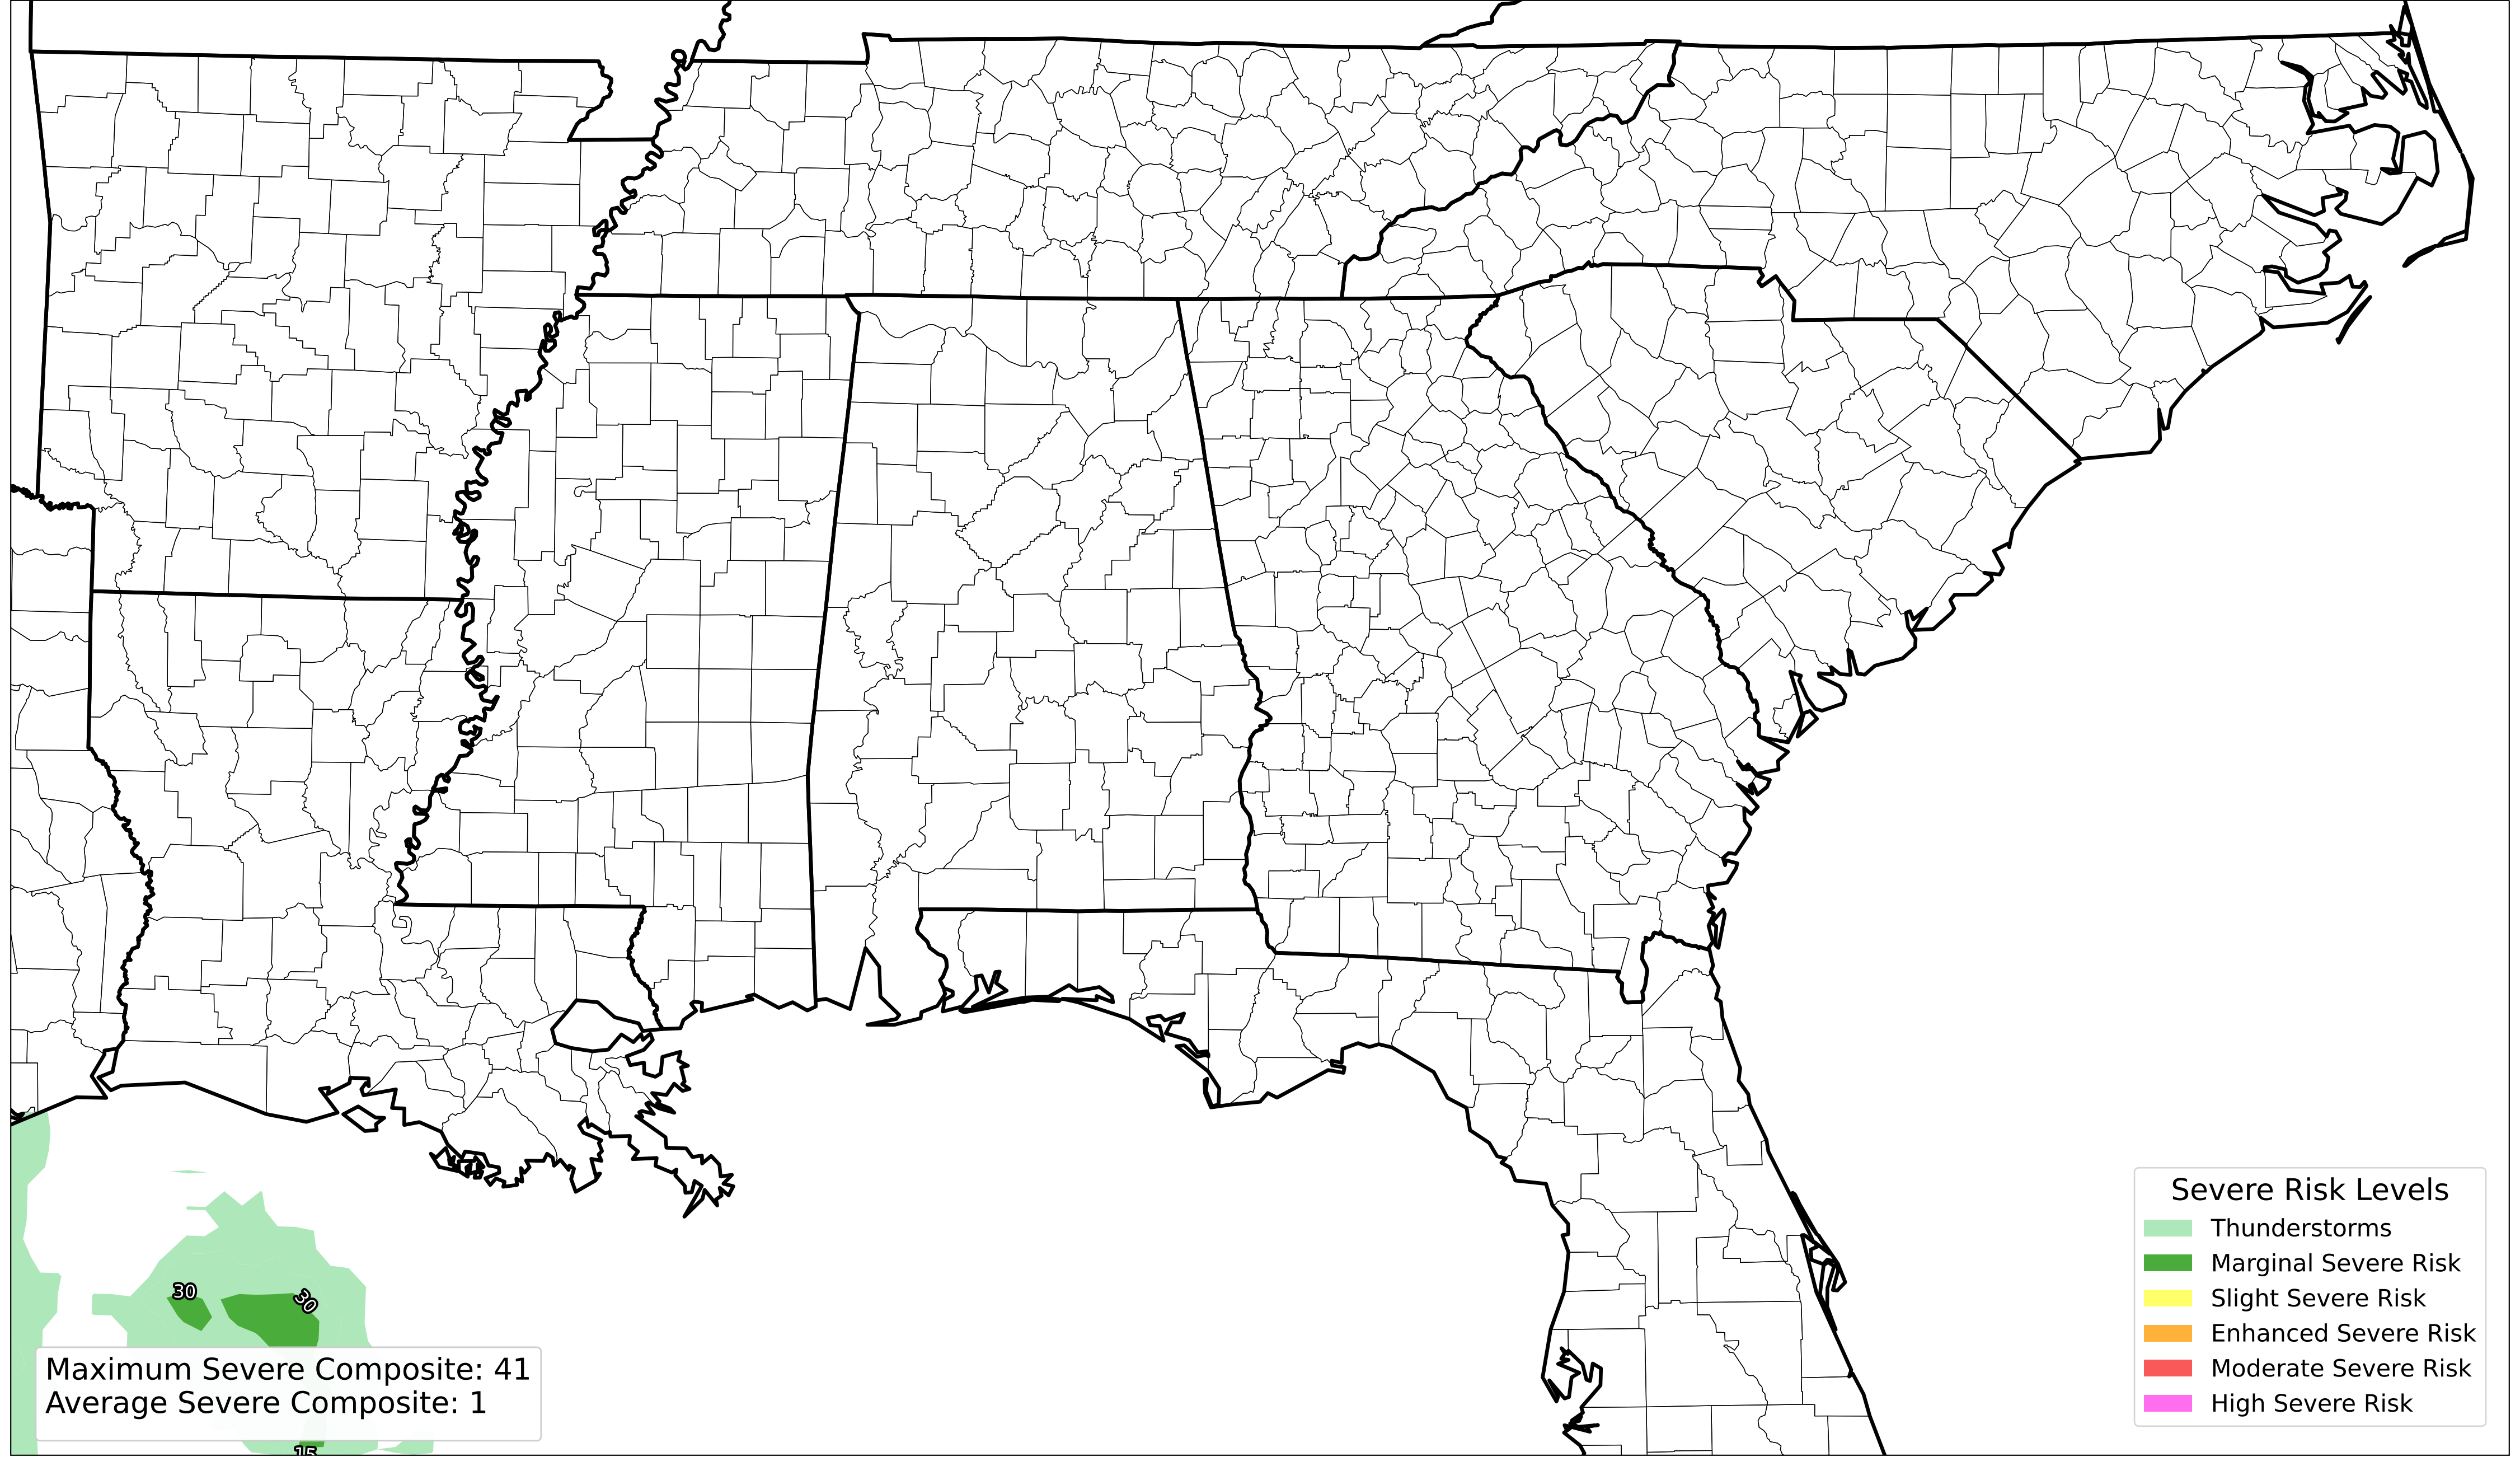 30
30
Maximum Severe Composite: 41
Average Severe Composite: 1
15
Severe Risk Levels
Thunderstorms
Marginal Severe Risk
Slight Severe Risk
Enhanced Severe Risk
Moderate Severe Risk
High Severe Risk